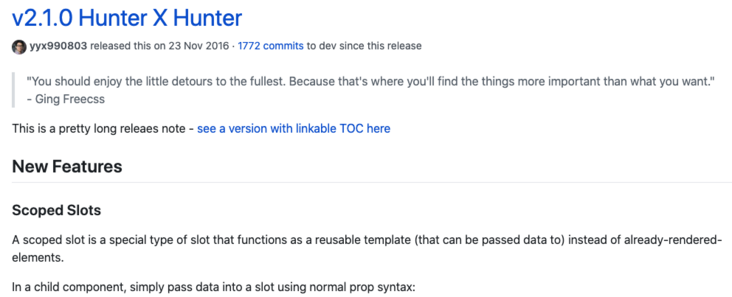 v2.1.0 Hunter X Hunter
yyx990803 released this on 23 Nov 2016 · 1772 commits to dev since this release
"You should enjoy the little detours to the fullest. Because that's where you'll find the things more important than what you want."
- Ging Freecss
This is a pretty long releaes note - see a version with linkable TOC here
New Features
Scoped Slots
A scoped slot is a special type of slot that functions as a reusable template (that can be passed data to) instead of already-rendered-
elements.
In a child component, simply pass data into a slot using normal prop syntax: